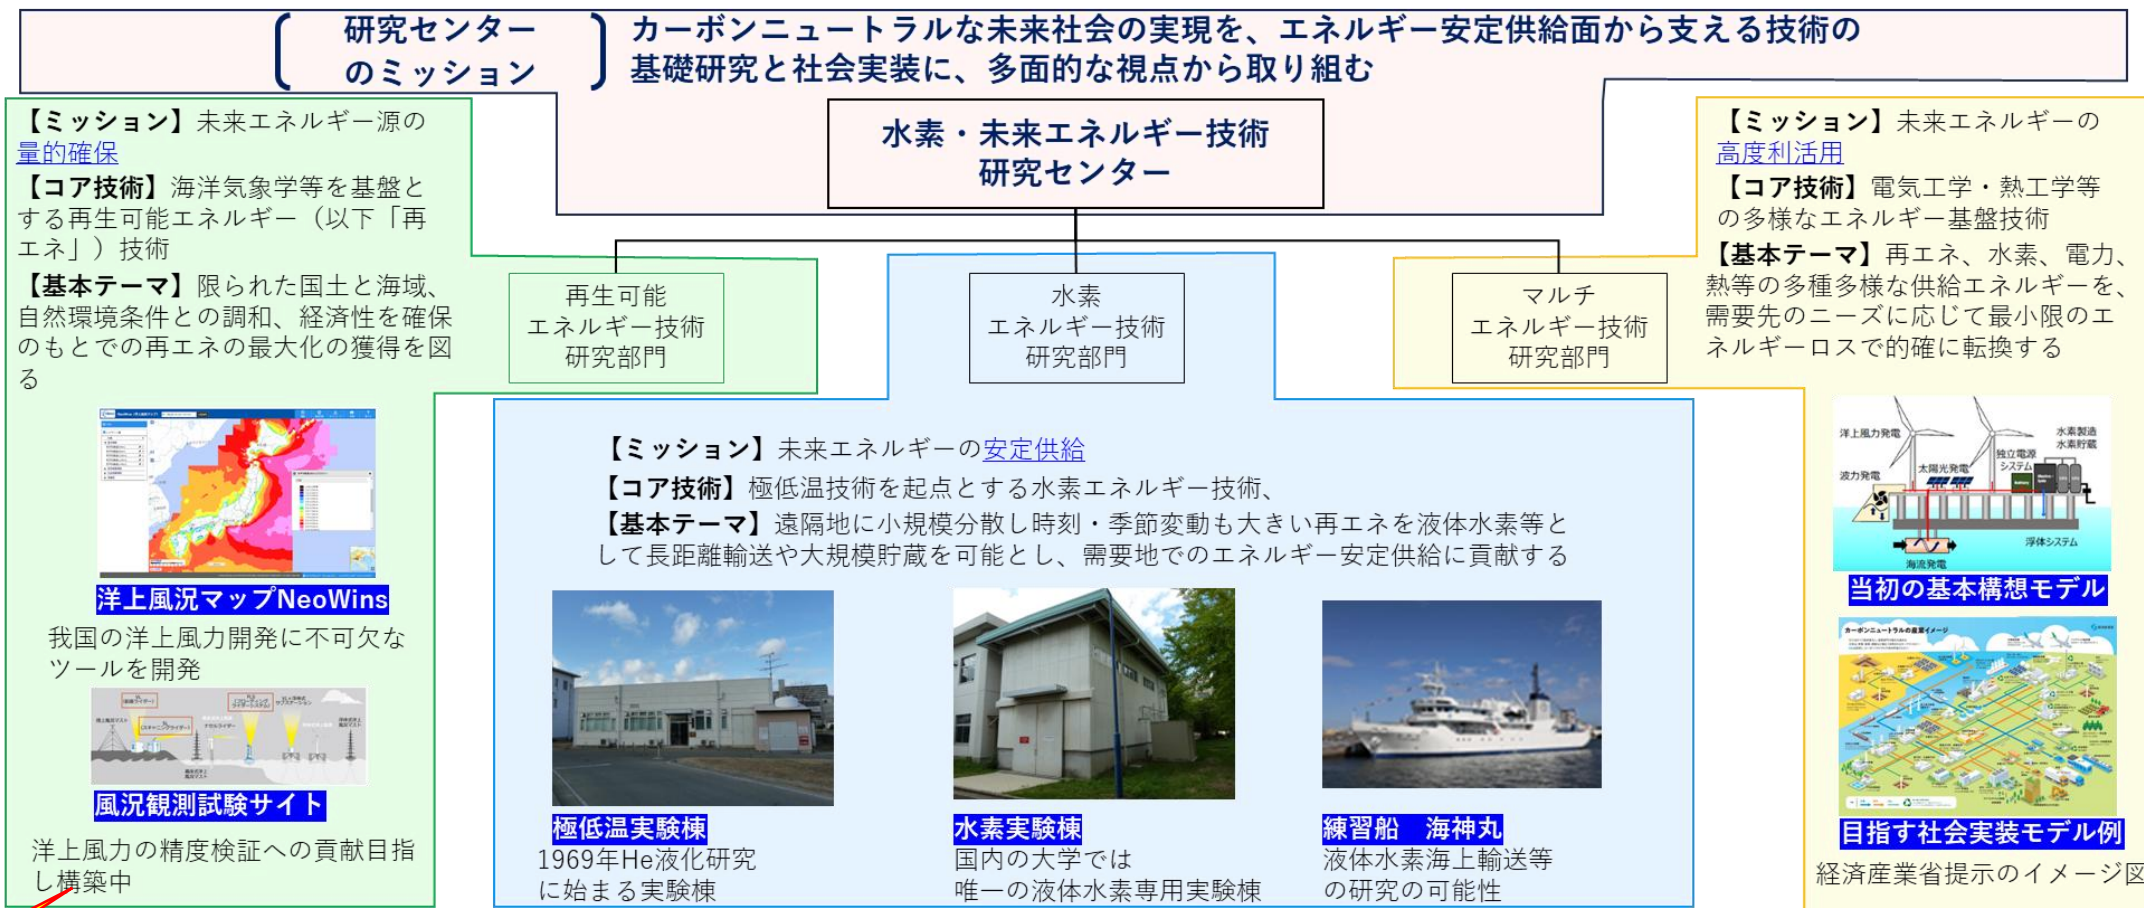 研究センター
のミッション
カーボンニュートラルな未来社会の実現を、エネルギー安定供給面から支える技術の
基礎研究と社会実装に、多面的な視点から取り組む
水素・未来エネルギー技術
研究センター
【ミッション】未来エネルギー源の
量的確保
【コア技術】海洋気象学等を基盤と
する再生可能エネルギー（以下「再
エネ」）技術
【基本テーマ】限られた国土と海域、
自然環境条件との調和、経済性を確保
のもとでの再エネの最大化の獲得を図
る
再生可能
エネルギー技術
研究部門
洋上風況マップNeoWins
我国の洋上風力開発に不可欠な
ツールを開発
風況観測試験サイト
洋上風力の精度検証への貢献目指
し構築中
水素
エネルギー技術
研究部門
【ミッション】未来エネルギーの安定供給
【コア技術】極低温技術を起点とする水素エネルギー技術、
【基本テーマ】遠隔地に小規模分散し時刻・季節変動も大きい再エネを液体水素等と
して長距離輸送や大規模貯蔵を可能とし、需要地でのエネルギー安定供給に貢献する
極低温実験棟
1969年He液化研究
に始まる実験棟
水素実験棟
国内の大学では
唯一の液体水素専用実験棟
練習船　海神丸
液体水素海上輸送等
の研究の可能性
マルチ
エネルギー技術
研究部門
【ミッション】未来エネルギーの
高度利活用
【コア技術】電気工学・熱工学等
の多様なエネルギー基盤技術
【基本テーマ】再エネ、水素、電力、
熱等の多種多様な供給エネルギーを、
需要先のニーズに応じて最小限のエ
ネルギーロスで的確に転換する
洋上風力発電
水素製造
水素貯蔵
独立電源
システム
太陽光発電
波力発電
浮体システム
海流発電
当初の基本構想モデル
カーボンニュートラルの産業イメージ
目指す社会実装モデル例
経済産業省提示のイメージ図